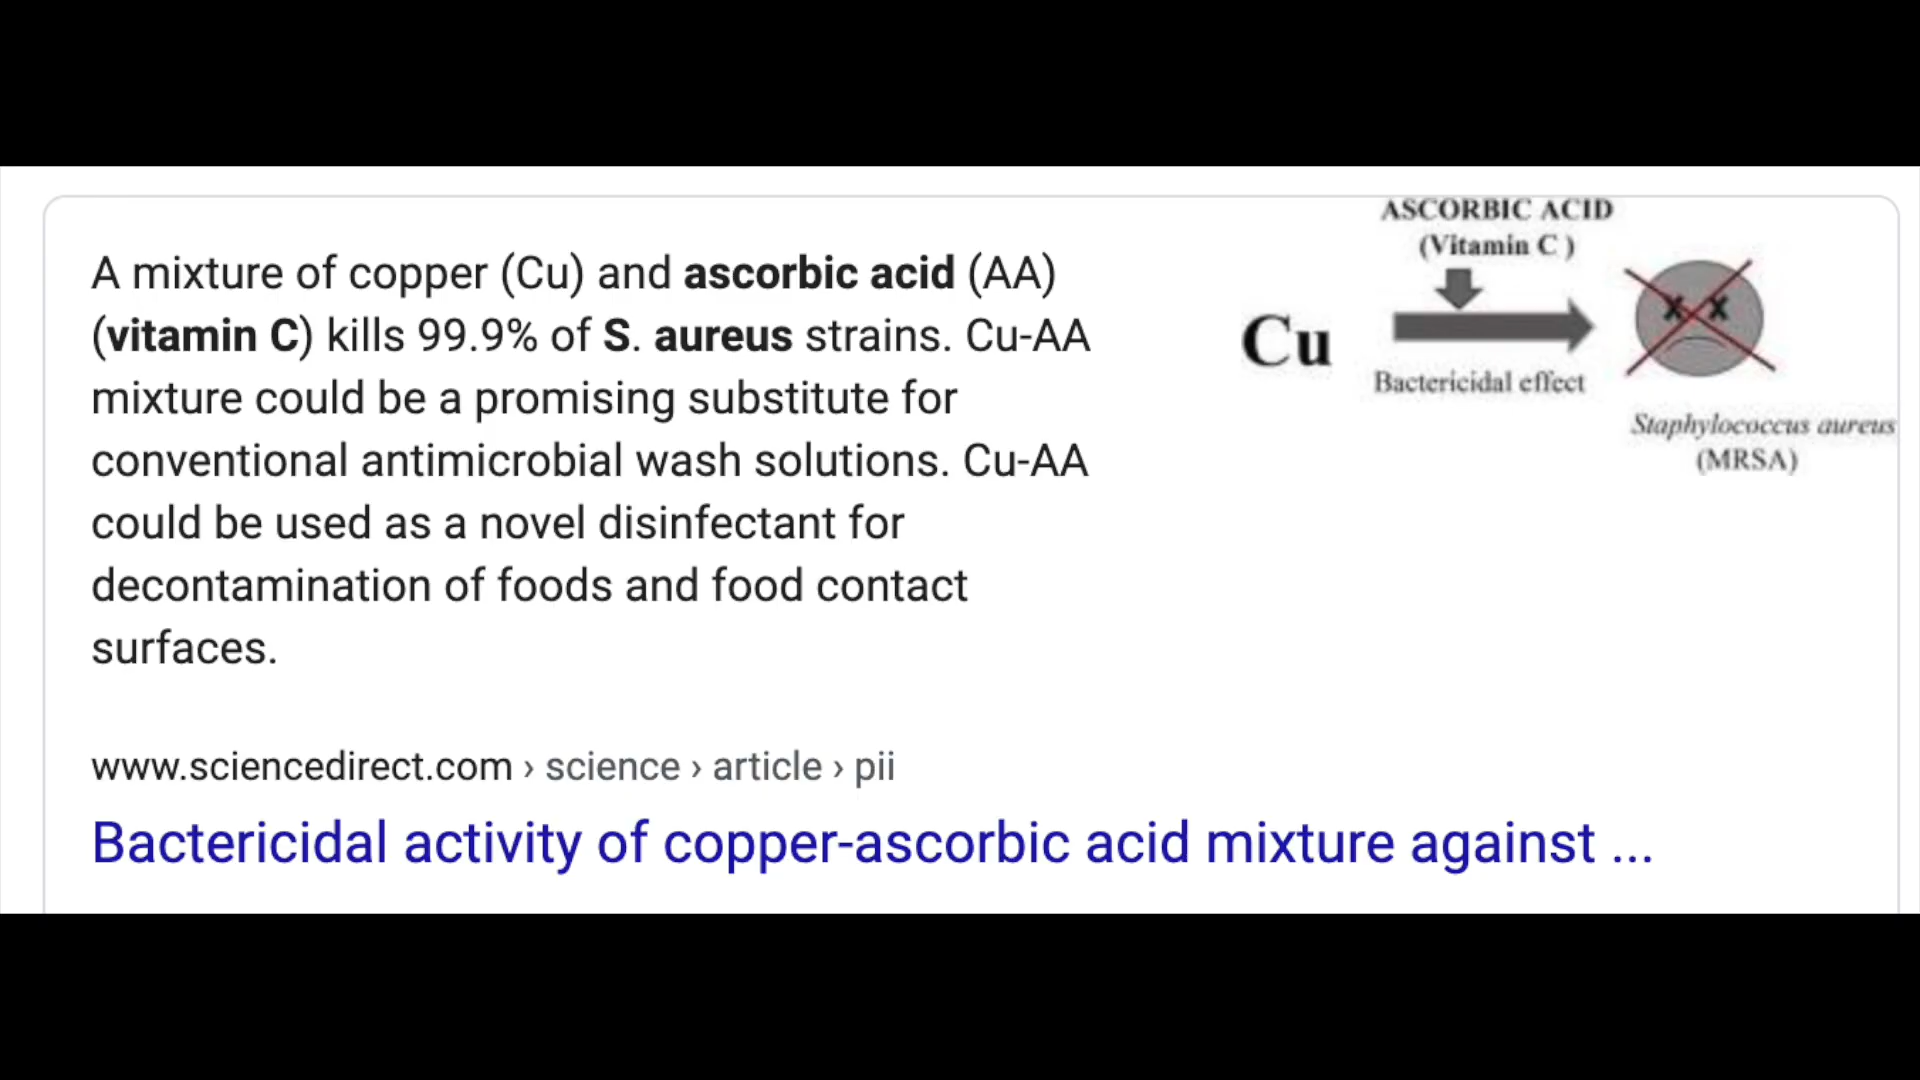 A mixture of copper (Cu) and ascorbic acid (AA)
(vitamin C) kills 99.9% of S. aureus strains. Cu-AA
mixture could be a promising substitute for
conventional antimicrobial wash solutions. Cu-AA
could be used as a novel disinfectant for
decontamination of foods and food contact
surfaces.
ASCORBIC ACID
(Vitamin C )
Cu
Bactericidal effect
x x
Staphylococcus aureus
(MRSA)
www.sciencedirect.com › science › article › pii
Bactericidal activity of copper-ascorbic acid mixture against ...